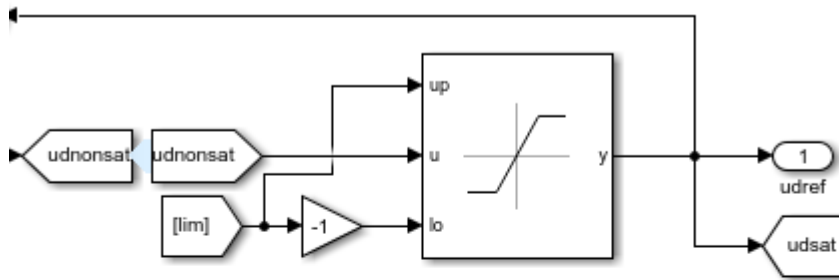 up
udnonsat
udnonsat
u
y
1
udref
[lim]
-1
lo
udsat